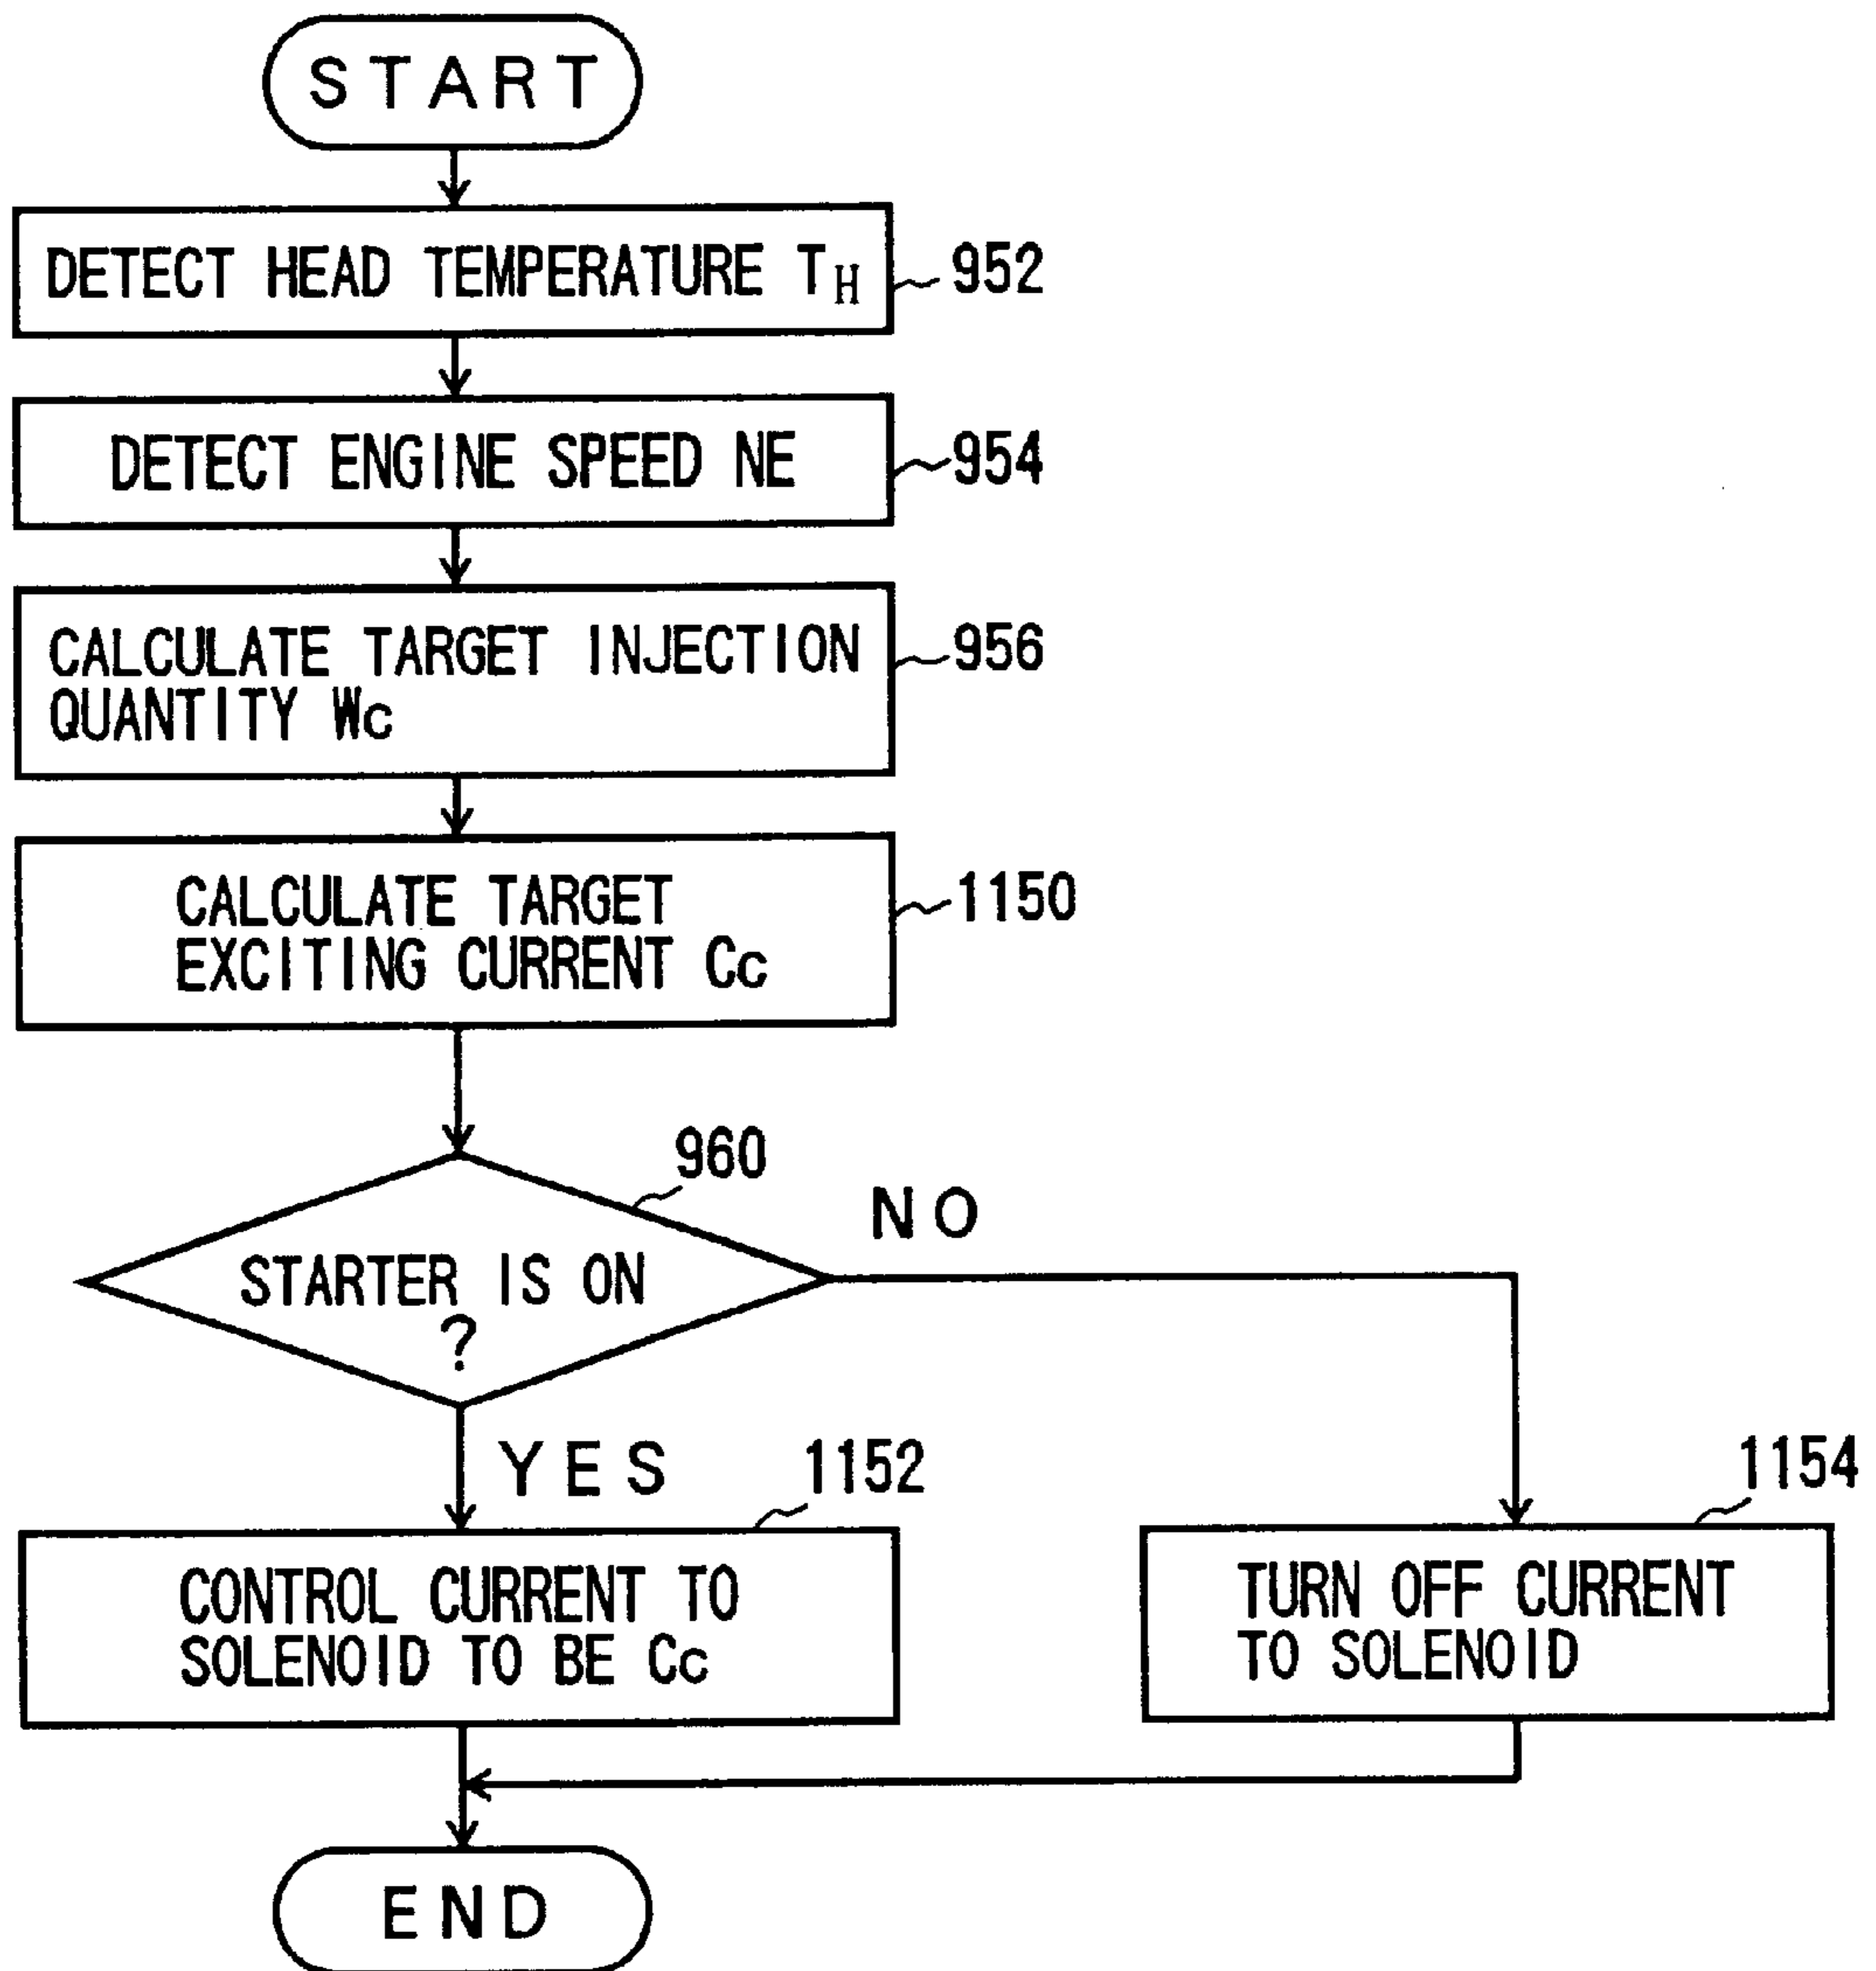 START
DETECT HEAD TEMPERATURE TH
952
DETECT ENGINE SPEED NE
954
CALCULATE TARGET INJECTION
QUANTITY Wc
956
CALCULATE TARGET
EXCITING CURRENT Cc
1150
960
STARTER IS ON
?
NO
YES
1152
CONTROL CURRENT TO
SOLENOID TO BE Cc
1154
TURN OFF CURRENT
TO SOLENOID
END